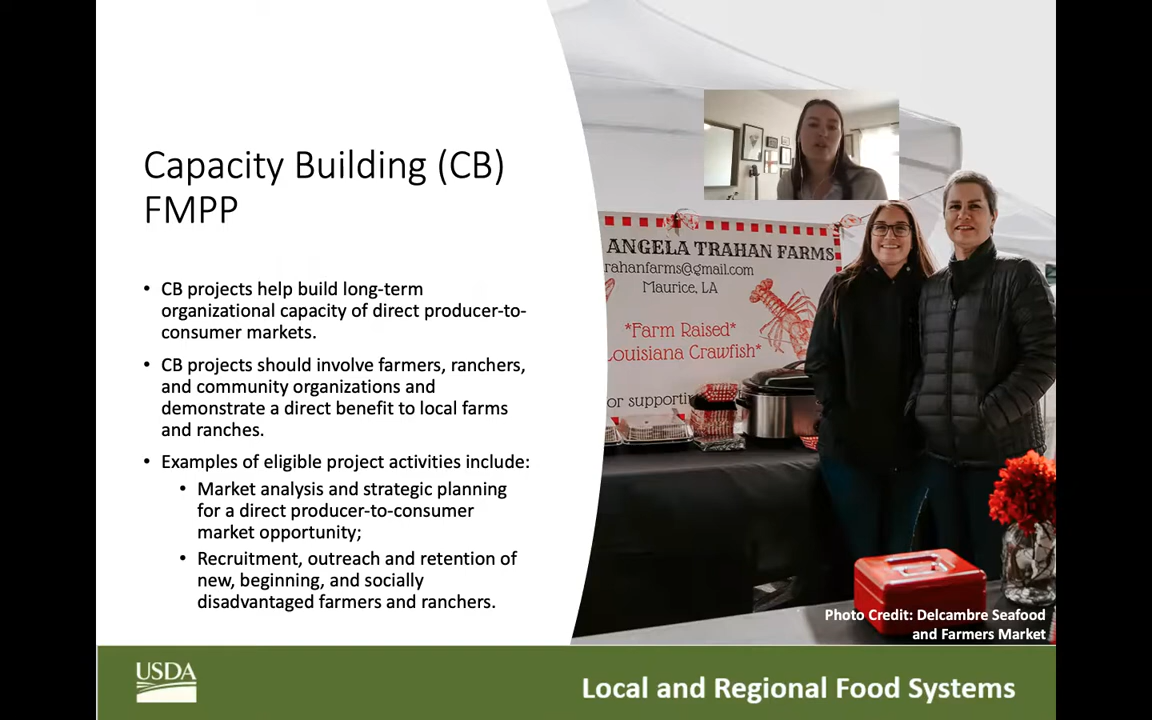 Capacity Building (CB)
FMPP
• CB projects help build long-term
organizational capacity of direct producer-to-
consumer markets.
• CB projects should involve farmers, ranchers,
and community organizations and
demonstrate a direct benefit to local farms
and ranches.
• Examples of eligible project activities include:
• Market analysis and strategic planning
for a direct producer-to-consumer
market opportunity;
• Recruitment, outreach and retention of
new, beginning, and socially
disadvantaged farmers and ranchers.
ANGELA TRAHAN FARMS
rahanfarms@gmail.com
Maurice, LA
*Farm Raised*
Louisiana Crawfish*
or supporti
Photo Credit: Delcambre Seafood
and Farmers Market
USDA
Local and Regional Food Systems